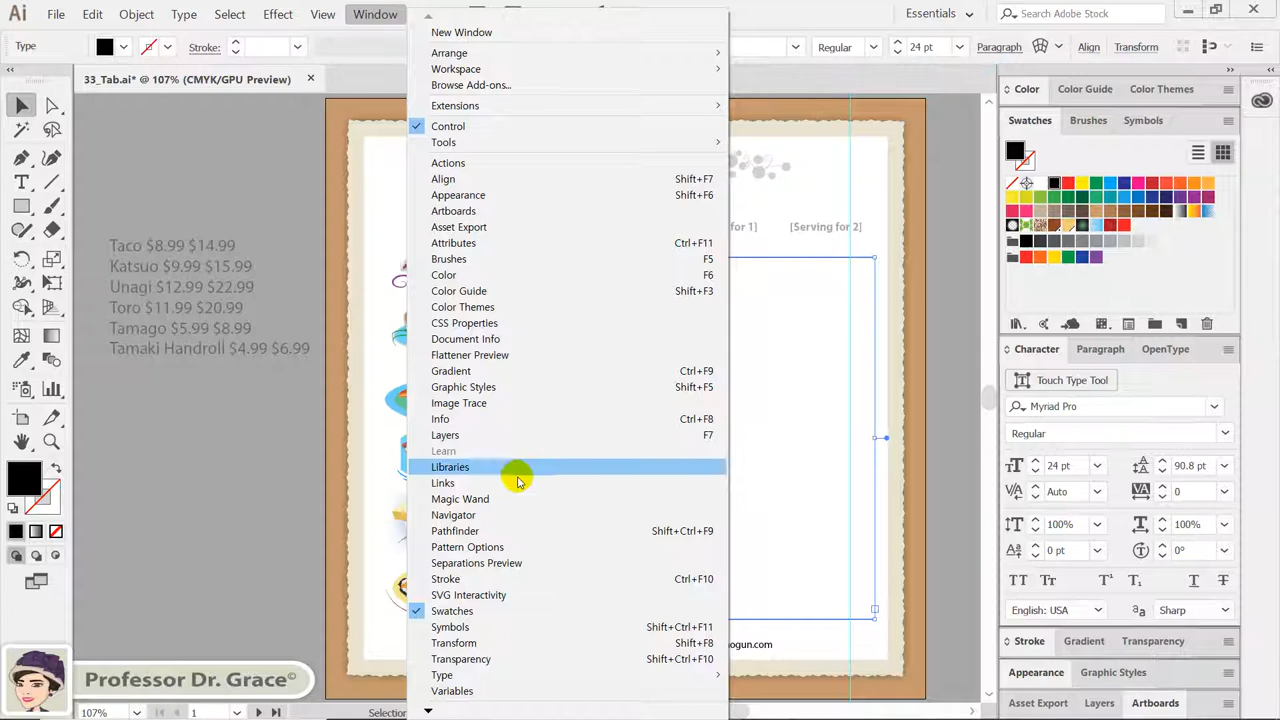 Ai File Edit Object Type Select Effect View Window Essentials Search Adobe Stock
Type Stroke: Regular 24 pt Paragraph Align Transform
33_Tab.ai* @ 107% (CMYK/GPU Preview)
New Window
Arrange
Workspace
Browse Add-ons...
Extensions
Control
Tools
Actions
Align Shift+F7
Appearance Shift+F6
Artboards
Asset Export
Attributes Ctrl+F11
Brushes F5
Color F6
Color Guide Shift+F3
Color Themes
CSS Properties
Document Info
Flattener Preview
Gradient Ctrl+F9
Graphic Styles Shift+F5
Image Trace
Info Ctrl+F8
Layers F7
Learn
Libraries
Links
Magic Wand
Navigator
Pathfinder Shift+Ctrl+F9
Pattern Options
Separations Preview
Stroke Ctrl+F10
SVG Interactivity
Swatches
Symbols Shift+Ctrl+F11
Transform Shift+F8
Transparency Shift+Ctrl+F10
Type
Variables
Taco $8.99 $14.99
Katsuo $9.99 $15.99
Unagi $12.99 $22.99
Toro $11.99 $20.99
Tamago $5.99 $8.99
Tamaki Handroll $4.99 $6.99
for 1] [Serving for 2]
ogun.com
Color Color Guide Color Themes
Swatches Brushes Symbols
Character Paragraph OpenType
Touch Type Tool
Myriad Pro
Regular
24 pt 90.8 pt
Auto 0
100% 100%
0 pt 0°
English: USA Sharp
Stroke Gradient Transparency
Appearance Graphic Styles
Asset Export Layers Artboards
Professor Dr. Grace©
107% 1 Selection